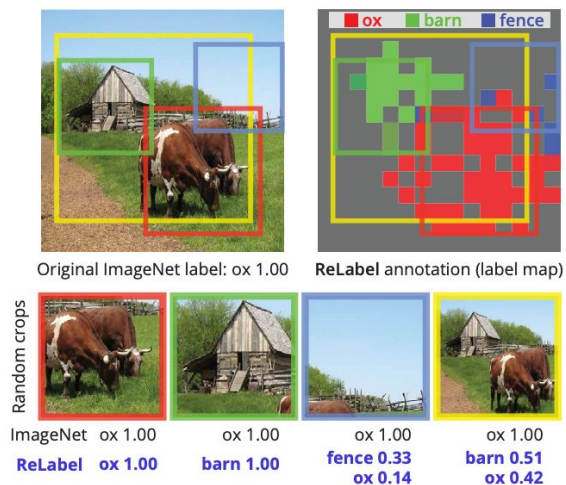 ox barn fence
Original ImageNet label: ox 1.00
ReLabel annotation (label map)
Random crops
ImageNet ox 1.00 ox 1.00 ox 1.00 ox 1.00
ReLabel ox 1.00 barn 1.00 fence 0.33 barn 0.51
ox 0.14 ox 0.42